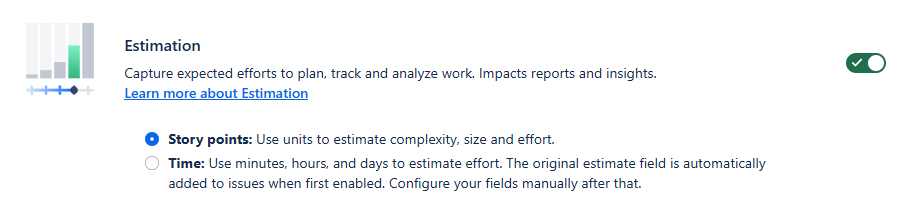 Estimation
Capture expected efforts to plan, track and analyze work. Impacts reports and insights.
Learn more about Estimation
Story points: Use units to estimate complexity, size and effort.
Time: Use minutes, hours, and days to estimate effort. The original estimate field is automatically
added to issues when first enabled. Configure your fields manually after that.